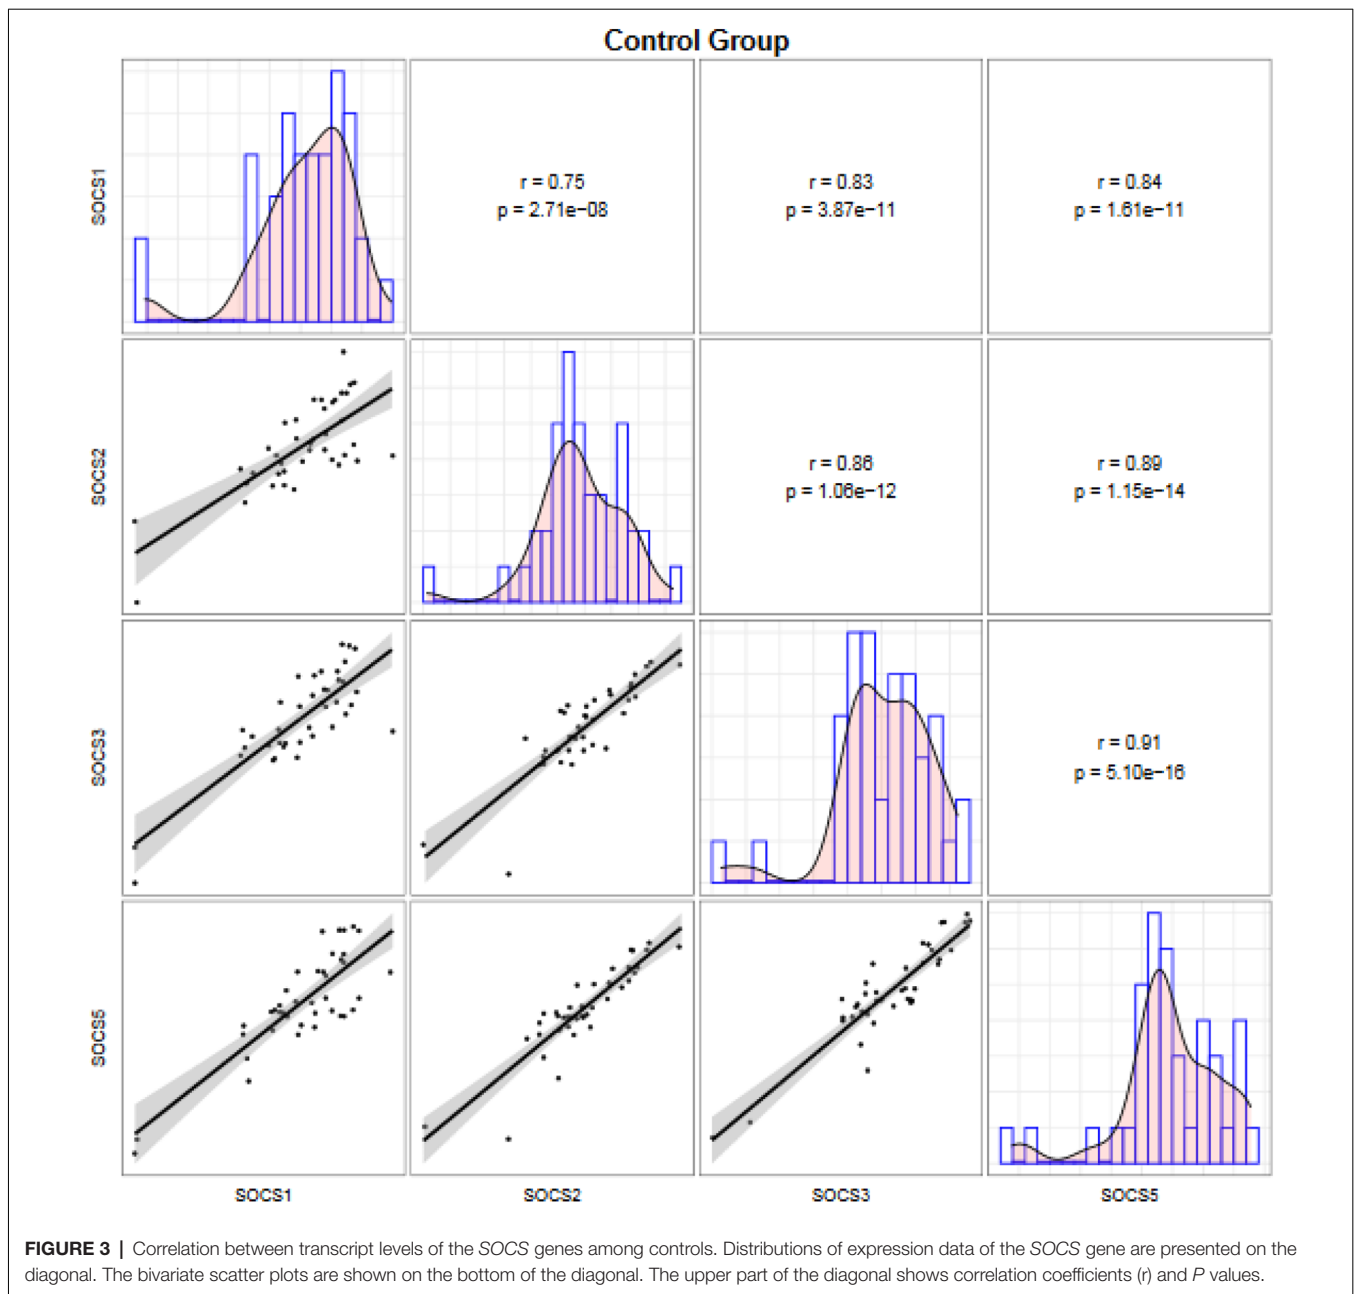 Control Group
SOCS1
r = 0.75
p = 2.71e−08
r = 0.83
p = 3.87e−11
r = 0.84
p = 1.61e−11
SOCS2
r = 0.86
p = 1.06e−12
r = 0.89
p = 1.15e−14
SOCS3
r = 0.91
p = 5.10e−16
SOCS5
SOCS1
SOCS2
SOCS3
SOCS5
FIGURE 3 | Correlation between transcript levels of the SOCS genes among controls. Distributions of expression data of the SOCS gene are presented on the
diagonal. The bivariate scatter plots are shown on the bottom of the diagonal. The upper part of the diagonal shows correlation coefficients (r) and P values.